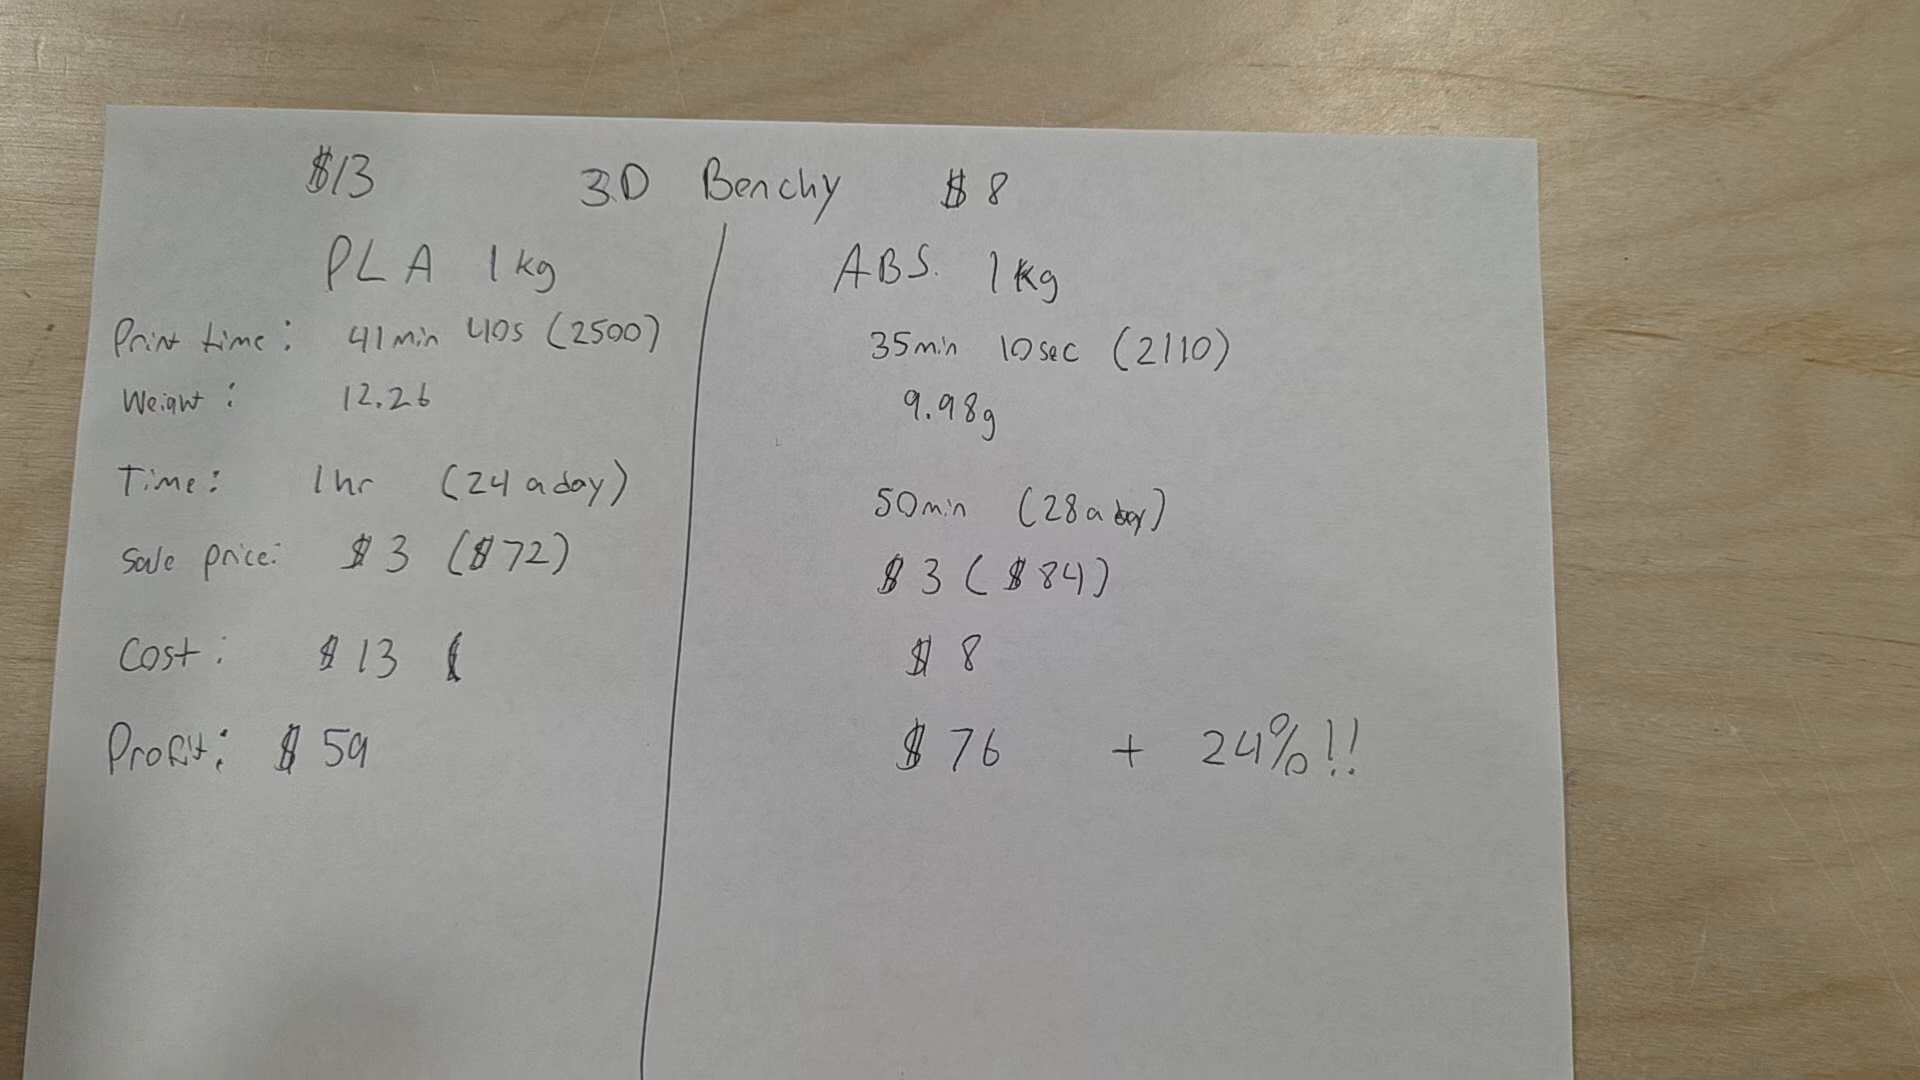 $13 3D Benchy $8
PLA 1kg
Print time: 41min 40s (2500)
Weight: 12.26
Time: 1hr (24 a day)
Sale price: $3 ($72)
Cost: $13
Profit: $59
ABS. 1kg
35min 10sec (2110)
9.98g
50min (28 a day)
$3 ($84)
$8
$76 + 24%!!